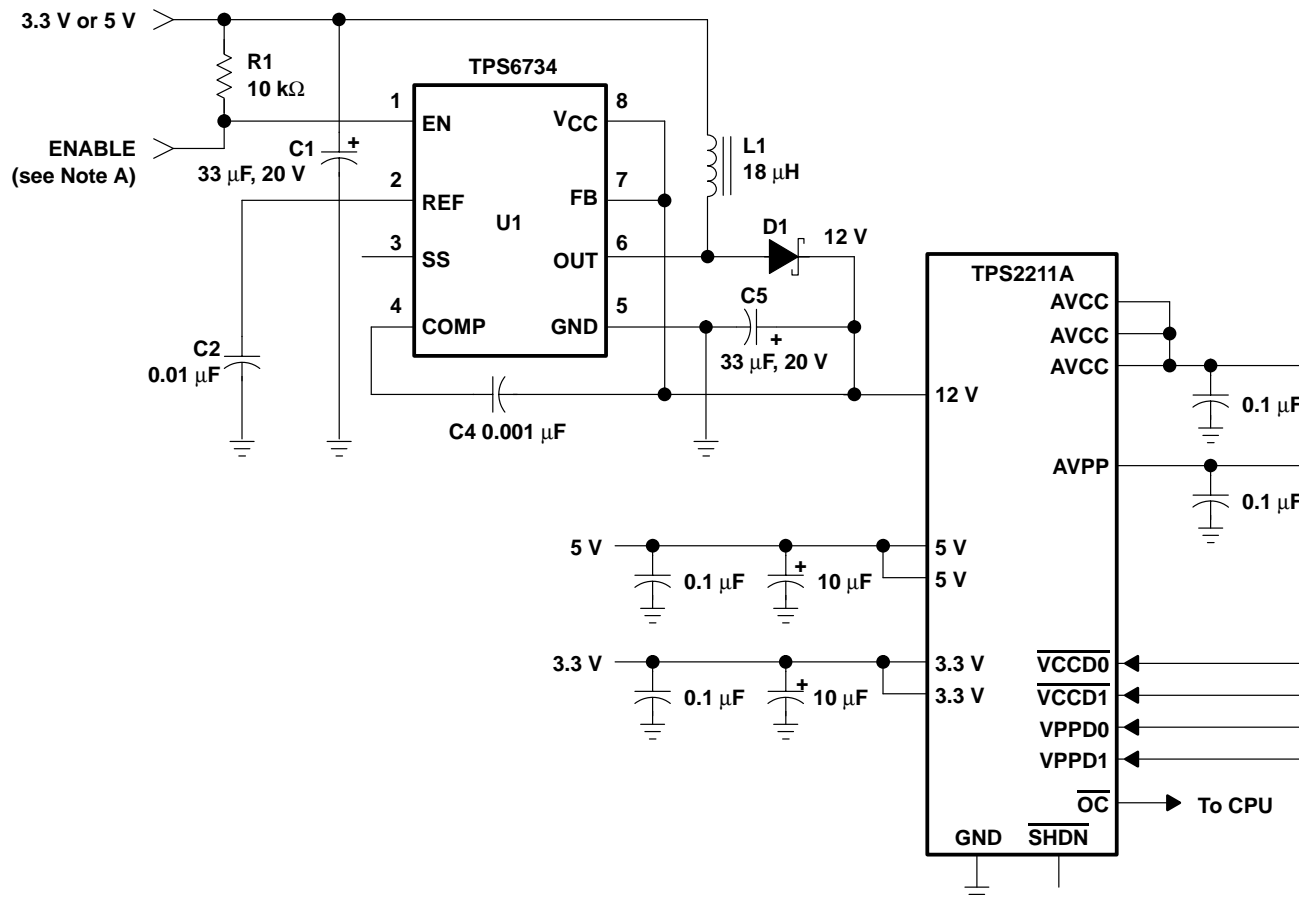 3.3 V or 5 V
R1
10 kΩ
ENABLE
(see Note A)
C1
33 μF, 20 V
C2
0.01 μF
TPS6734
1
EN
2
REF
3
SS
4
COMP
U1
8
VCC
7
FB
6
OUT
5
GND
C4 0.001 μF
L1
18 μH
D1
12 V
C5
33 μF, 20 V
TPS2211A
AVCC
AVCC
AVCC
0.1 μF
12 V
AVPP
0.1 μF
5 V
0.1 μF
10 μF
5 V
5 V
3.3 V
0.1 μF
10 μF
3.3 V
3.3 V
VCCD0
VCCD1
VPPD0
VPPD1
OC
To CPU
GND
SHDN